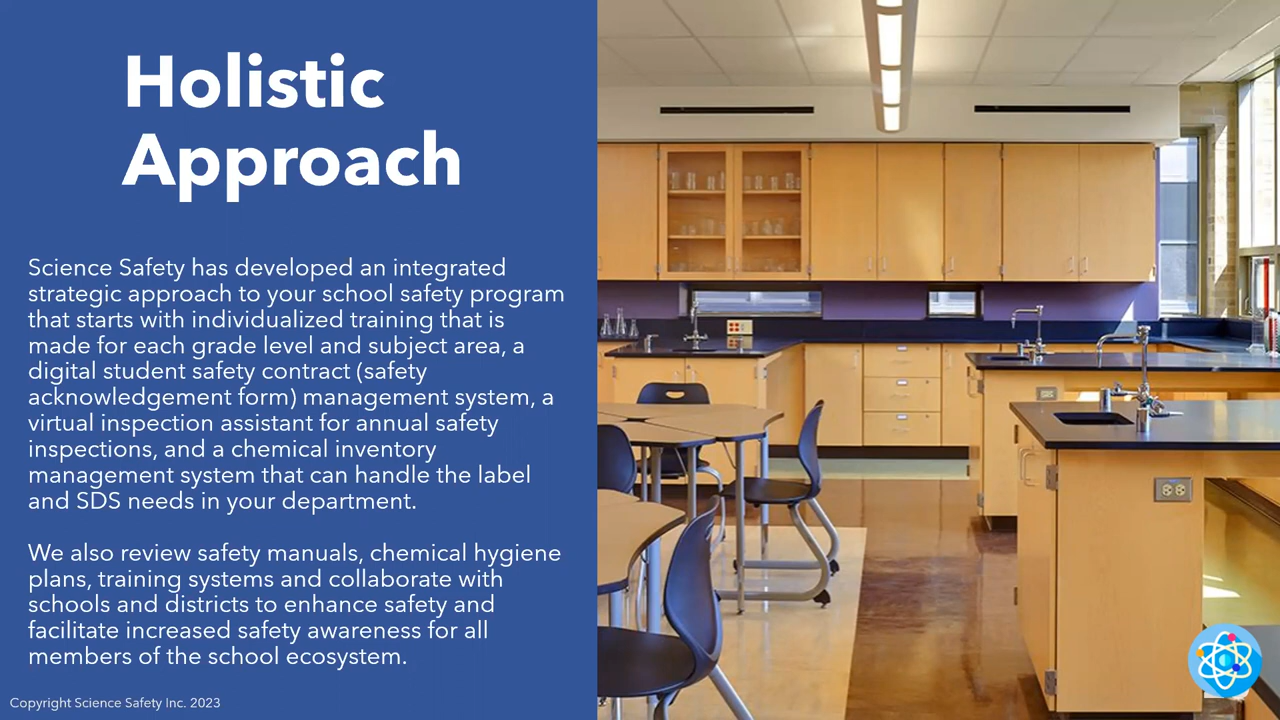 Holistic
Approach
Science Safety has developed an integrated
strategic approach to your school safety program
that starts with individualized training that is
made for each grade level and subject area, a
digital student safety contract (safety
acknowledgement form) management system, a
virtual inspection assistant for annual safety
inspections, and a chemical inventory
management system that can handle the label
and SDS needs in your department.
We also review safety manuals, chemical hygiene
plans, training systems and collaborate with
schools and districts to enhance safety and
facilitate increased safety awareness for all
members of the school ecosystem.
Copyright Science Safety Inc. 2023